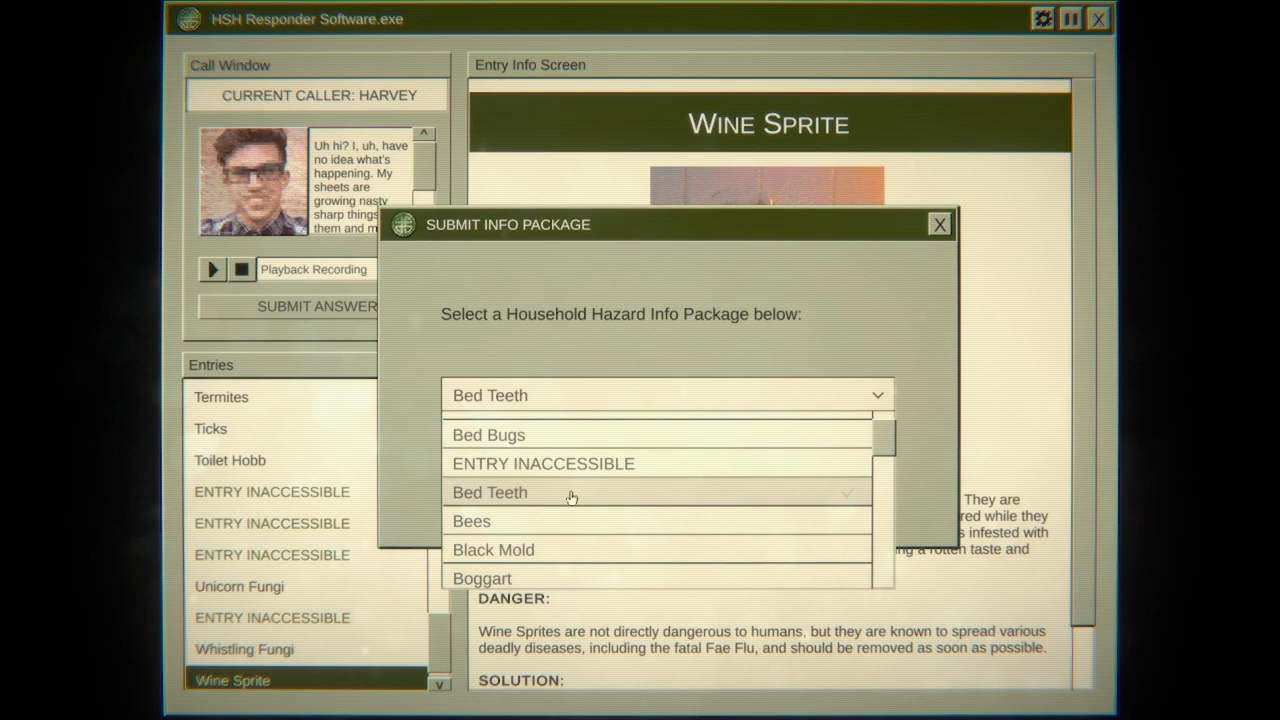 HSH Responder Software.exe
Call Window
CURRENT CALLER: HARVEY
Uh hi? I, uh, have
no idea what's
happening. My
sheets are
growing nasty
sharp things
them and m
Playback Recording
SUBMIT ANSWER
Entries
Termites
Ticks
Toilet Hobb
ENTRY INACCESSIBLE
ENTRY INACCESSIBLE
ENTRY INACCESSIBLE
Unicorn Fungi
ENTRY INACCESSIBLE
Whistling Fungi
Wine Sprite
Entry Info Screen
WINE SPRITE
SUBMIT INFO PACKAGE
X
Select a Household Hazard Info Package below:
Bed Teeth
Bed Bugs
ENTRY INACCESSIBLE
Bed Teeth
Bees
Black Mold
Boggart
They are
red while they
s infested with
ng a rotten taste and
DANGER:
Wine Sprites are not directly dangerous to humans, but they are known to spread various
deadly diseases, including the fatal Fae Flu, and should be removed as soon as possible.
SOLUTION: